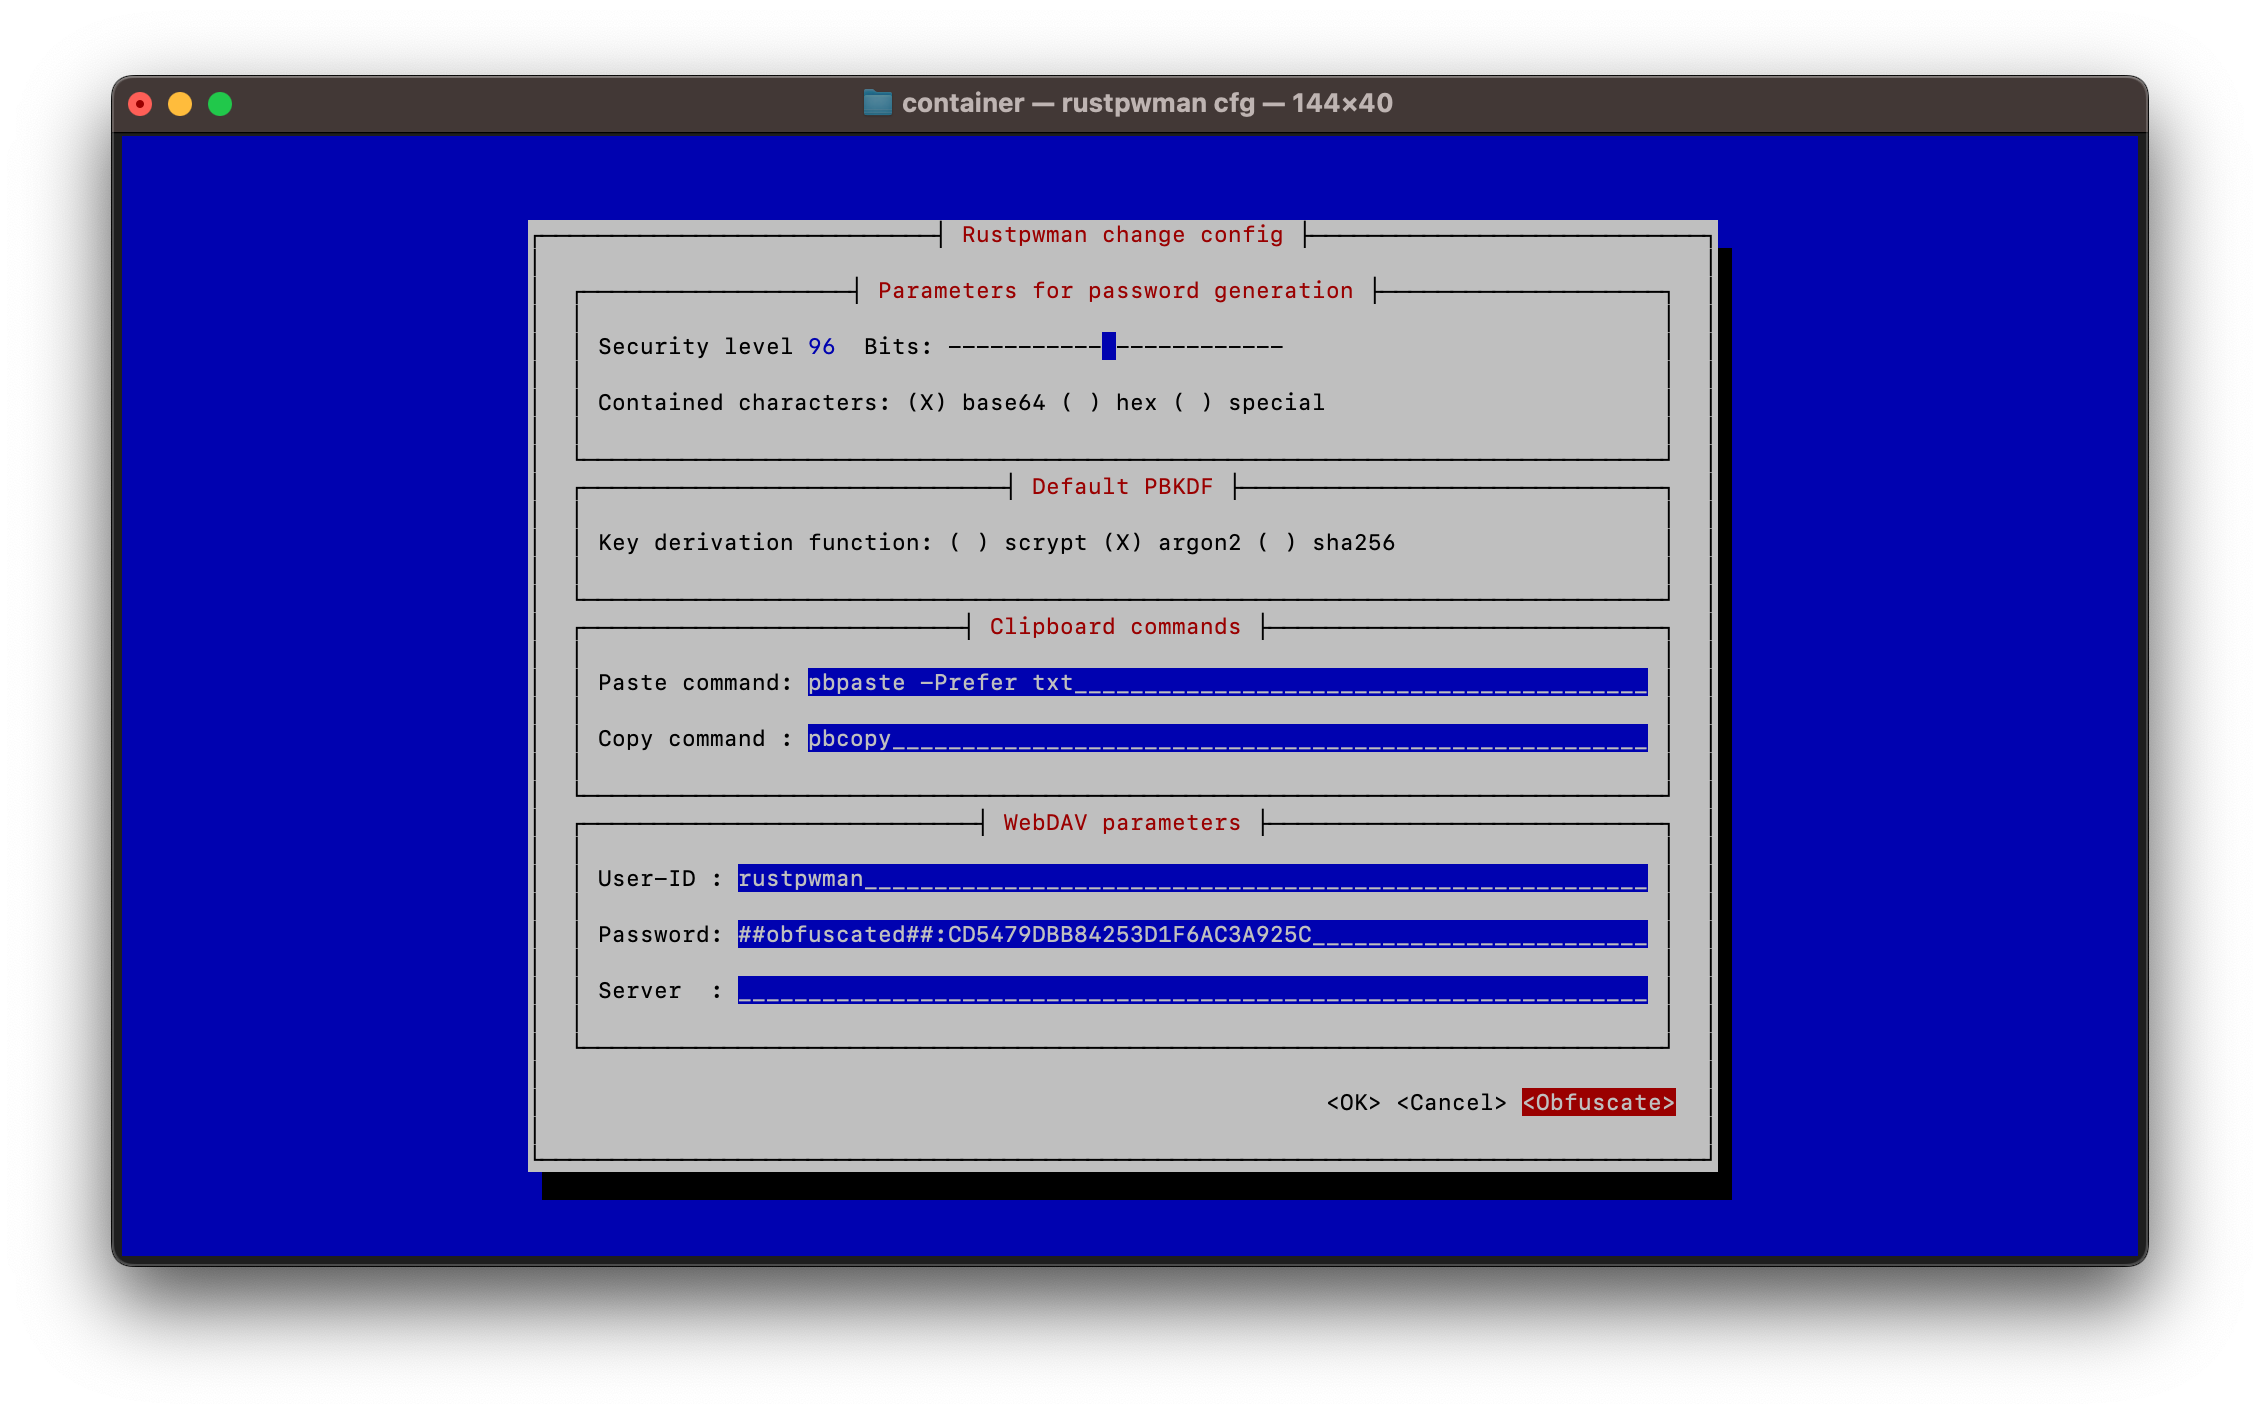 container — rustpwman cfg — 144×40
Rustpwman change config
Parameters for password generation
Security level 96  Bits:
Contained characters: (X) base64 ( ) hex ( ) special
Default PBKDF
Key derivation function: ( ) scrypt (X) argon2 ( ) sha256
Clipboard commands
Paste command: pbpaste -Prefer txt
Copy command : pbcopy
WebDAV parameters
User-ID : rustpwman
Password: ##obfuscated##:CD5479DBB84253D1F6AC3A925C
Server  :
<OK> <Cancel> <Obfuscate>